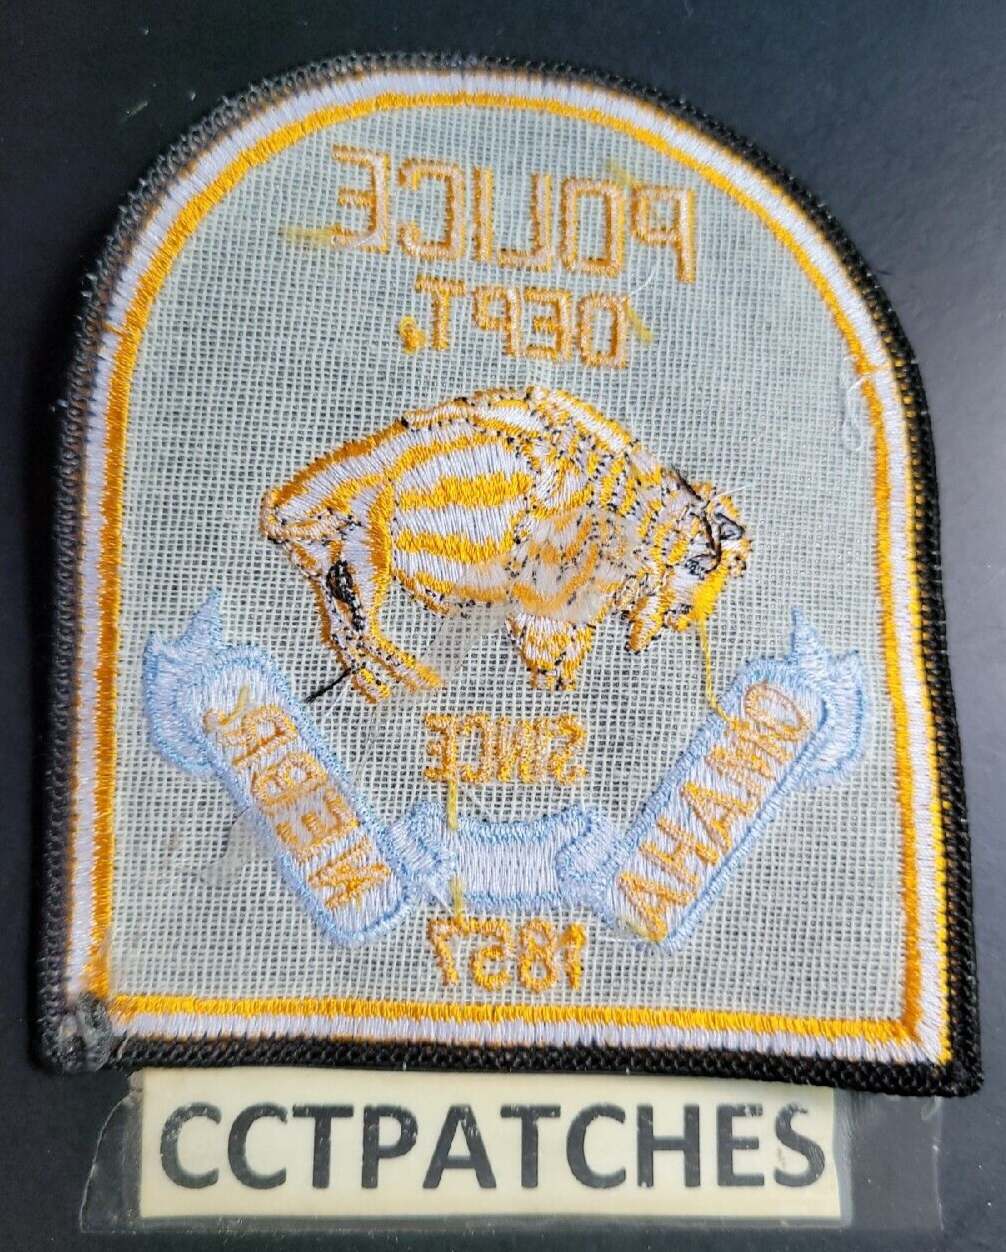 POLICE
DEPT.
SINCE
OMAHA
NEBR.
1857
CCTPATCHES